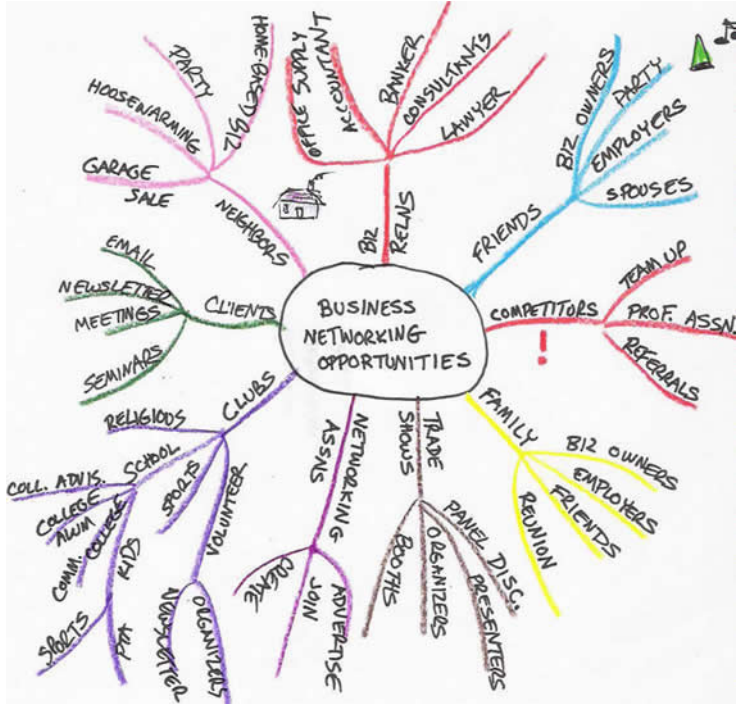 BUSINESS
NETWORKING
OPPORTUNITIES
BIZ
RELNS
OFFICE SUPPLY
ACCOUNTANT
BANKER
CONSULTANTS
LAWYER
FRIENDS
BIZ OWNERS
PARTY
EMPLOYERS
SPOUSES
COMPETITORS
!
TEAM UP
PROF. ASSN.
REFERRALS
FAMILY
BIZ OWNERS
EMPLOYERS
FRIENDS
REUNION
TRADE
SHOWS
PANEL DISC.
PRESENTERS
ORGANIZERS
BOOTHS
NETWORKING
ASSNS
ADVERTISE
JOIN
CREATE
CLUBS
RELIGIOUS
SCHOOL
COLL. ADVIS.
COLLEGE
ALUM
COMM. COLLEGE
KIDS
SPORTS
PTA
SPORTS
VOLUNTEER
ORGANIZERS
NEWSLETTER
CLIENTS
EMAIL
NEWSLETTER
MEETINGS
SEMINARS
NEIGHBORS
GARAGE
SALE
HOUSEWARMING
PARTY
HOME-BASED BIZ